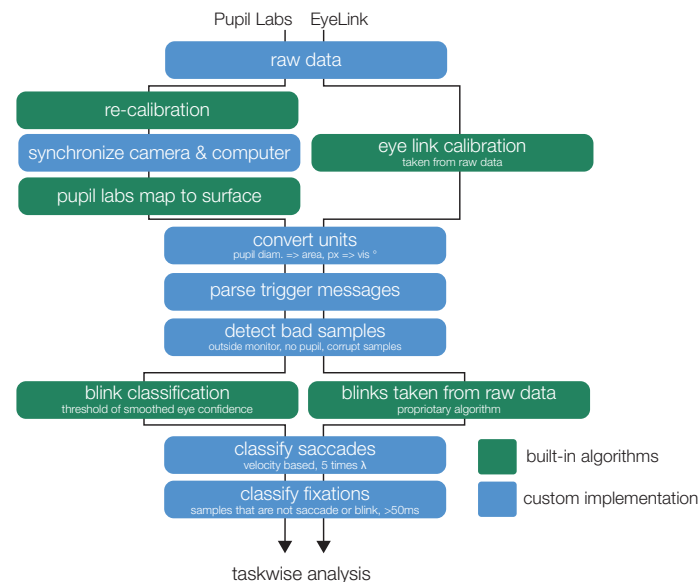 Pupil Labs EyeLink
raw data
re-calibration
synchronize camera & computer
eye link calibration
taken from raw data
pupil labs map to surface
convert units
pupil diam. => area, px => vis °
parse trigger messages
detect bad samples
outside monitor, no pupil, corrupt samples
blink classification
threshold of smoothed eye confidence
blinks taken from raw data
propriotary algorithm
classify saccades
velocity based, 5 times λ
built-in algorithms
classify fixations
samples that are not saccade or blink, >50ms
custom implementation
taskwise analysis